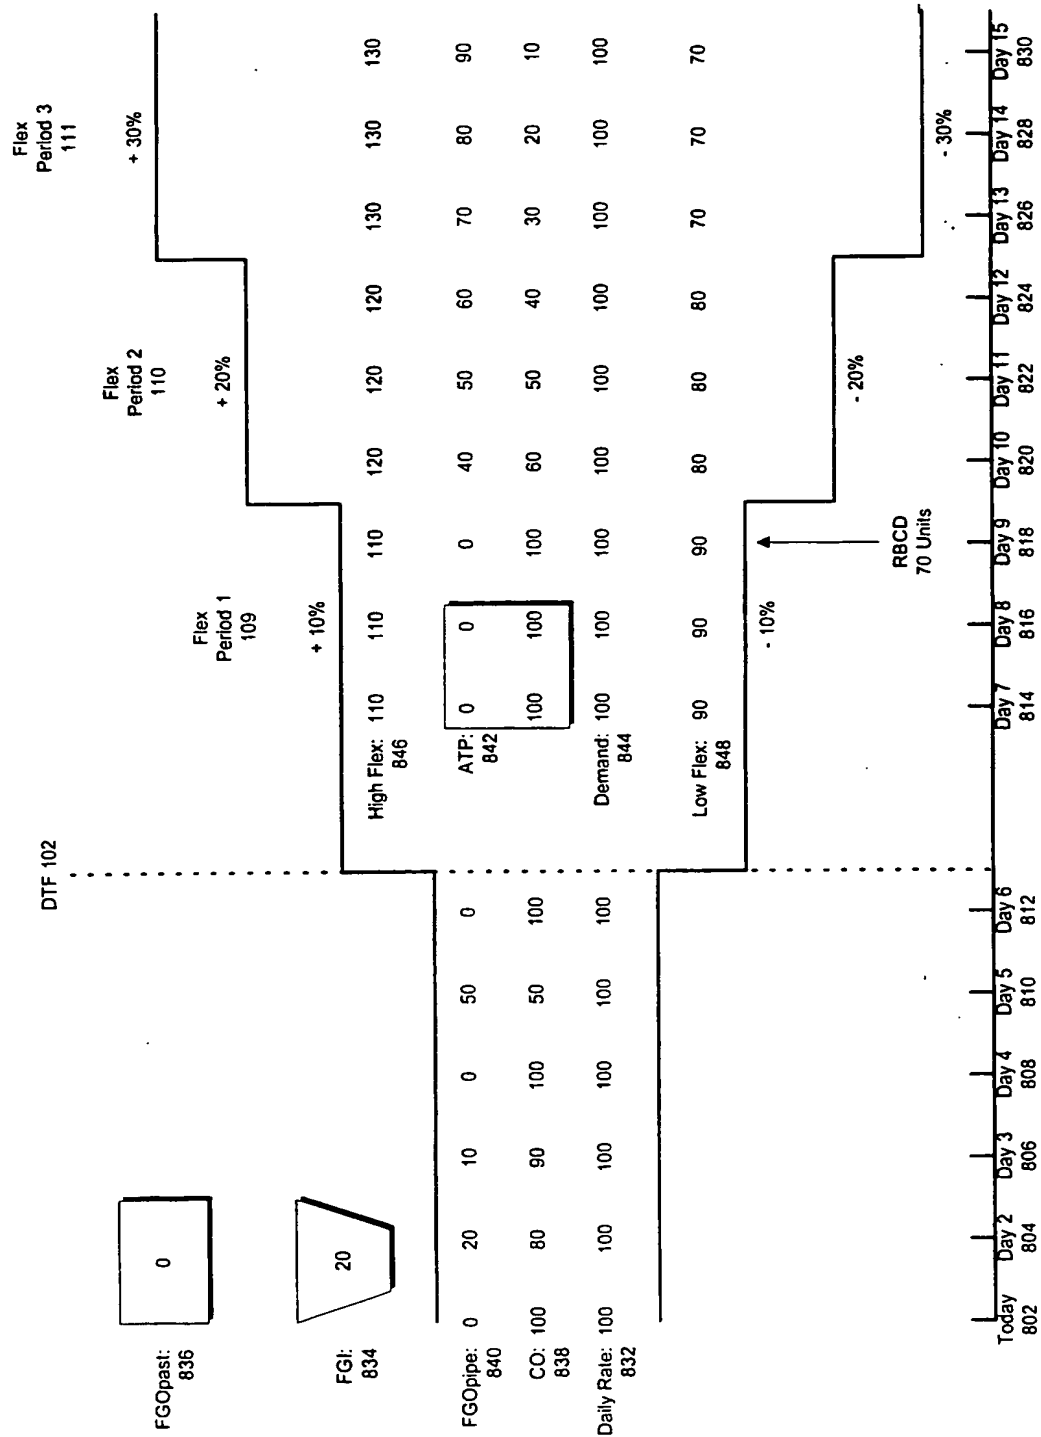 Flex
Period 3
111
+ 30%
Flex
Period 2
110
+ 20%
Flex
Period 1
109
+ 10%
DTF 102
FGOpast:
836
0
FGI:
834
20
High Flex: 110 110 110 120 120 120 130 130 130
846
ATP: 0 0 0 40 50 60 70 80 90
842
100 100 100 60 50 40 30 20 10
Demand: 100 100 100 100 100 100 100 100 100
844
Low Flex: 90 90 90 80 80 80 70 70 70
848
FGOpipe: 0 20 10 0 50 0
840
CO: 100 80 90 100 50 100
838
Daily Rate: 100 100 100 100 100 100
832
- 10%
- 20%
- 30%
RBCD
70 Units
Today Day 2 Day 3 Day 4 Day 5 Day 6 Day 7 Day 8 Day 9 Day 10 Day 11 Day 12 Day 13 Day 14 Day 15
802 804 806 808 810 812 814 816 818 820 822 824 826 828 830